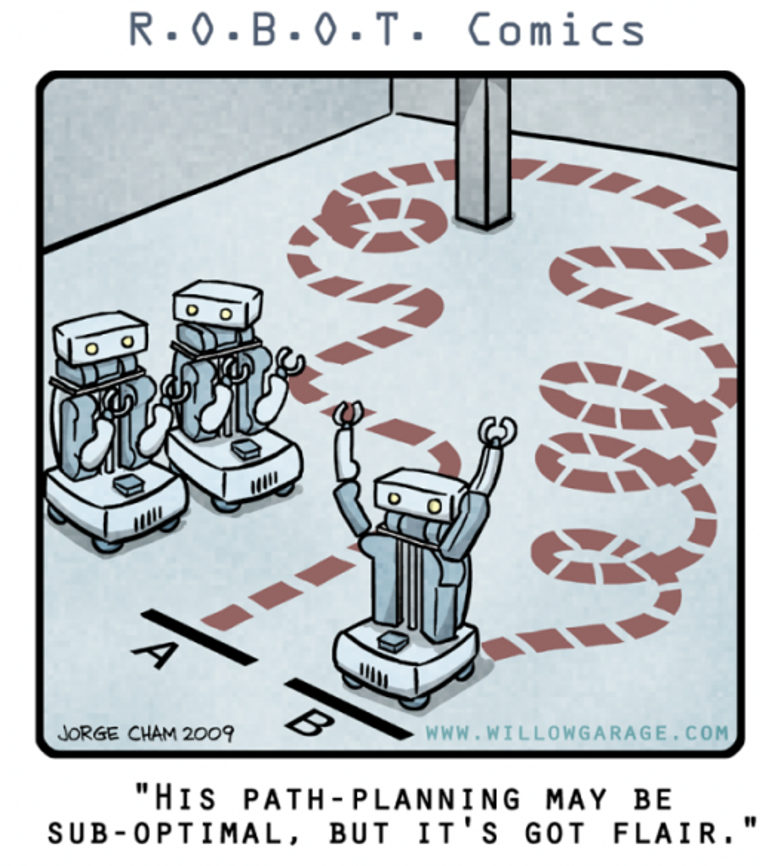 R.O.B.O.T. Comics
A
B
JORGE CHAM 2009
WWW.WILLOWGARAGE.COM
"HIS PATH-PLANNING MAY BE
SUB-OPTIMAL, BUT IT'S GOT FLAIR."